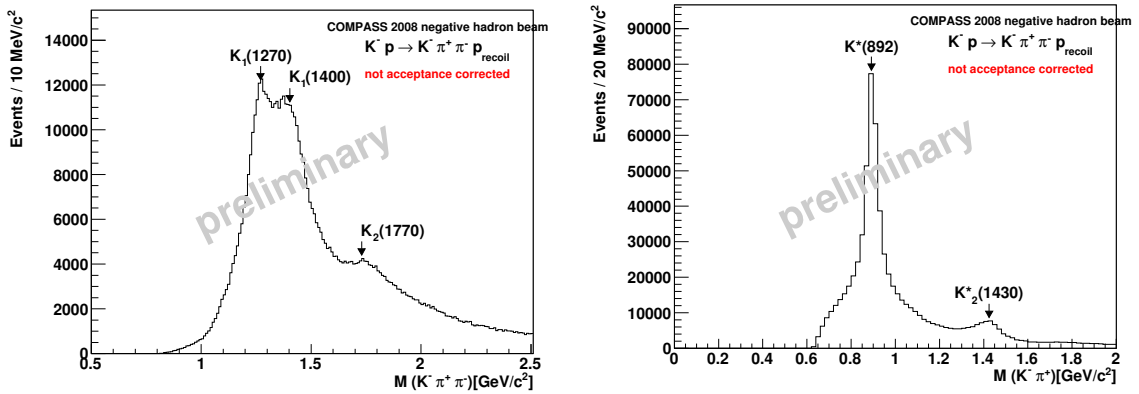 COMPASS 2008 negative hadron beam
K⁻ p → K⁻ π⁺ π⁻ p_recoil
not acceptance corrected
K₁(1270)
K₁(1400)
K₂(1770)
preliminary
Events / 10 MeV/c²
14000
12000
10000
8000
6000
4000
2000
0
0.5
1
1.5
2
2.5
M (K⁻ π⁺ π⁻)[GeV/c²]
COMPASS 2008 negative hadron beam
K⁻ p → K⁻ π⁺ π⁻ p_recoil
not acceptance corrected
K*(892)
K*₂(1430)
preliminary
Events / 20 MeV/c²
90000
80000
70000
60000
50000
40000
30000
20000
10000
0
0
0.2
0.4
0.6
0.8
1
1.2
1.4
1.6
1.8
2
M (K⁻ π⁺)[GeV/c²]